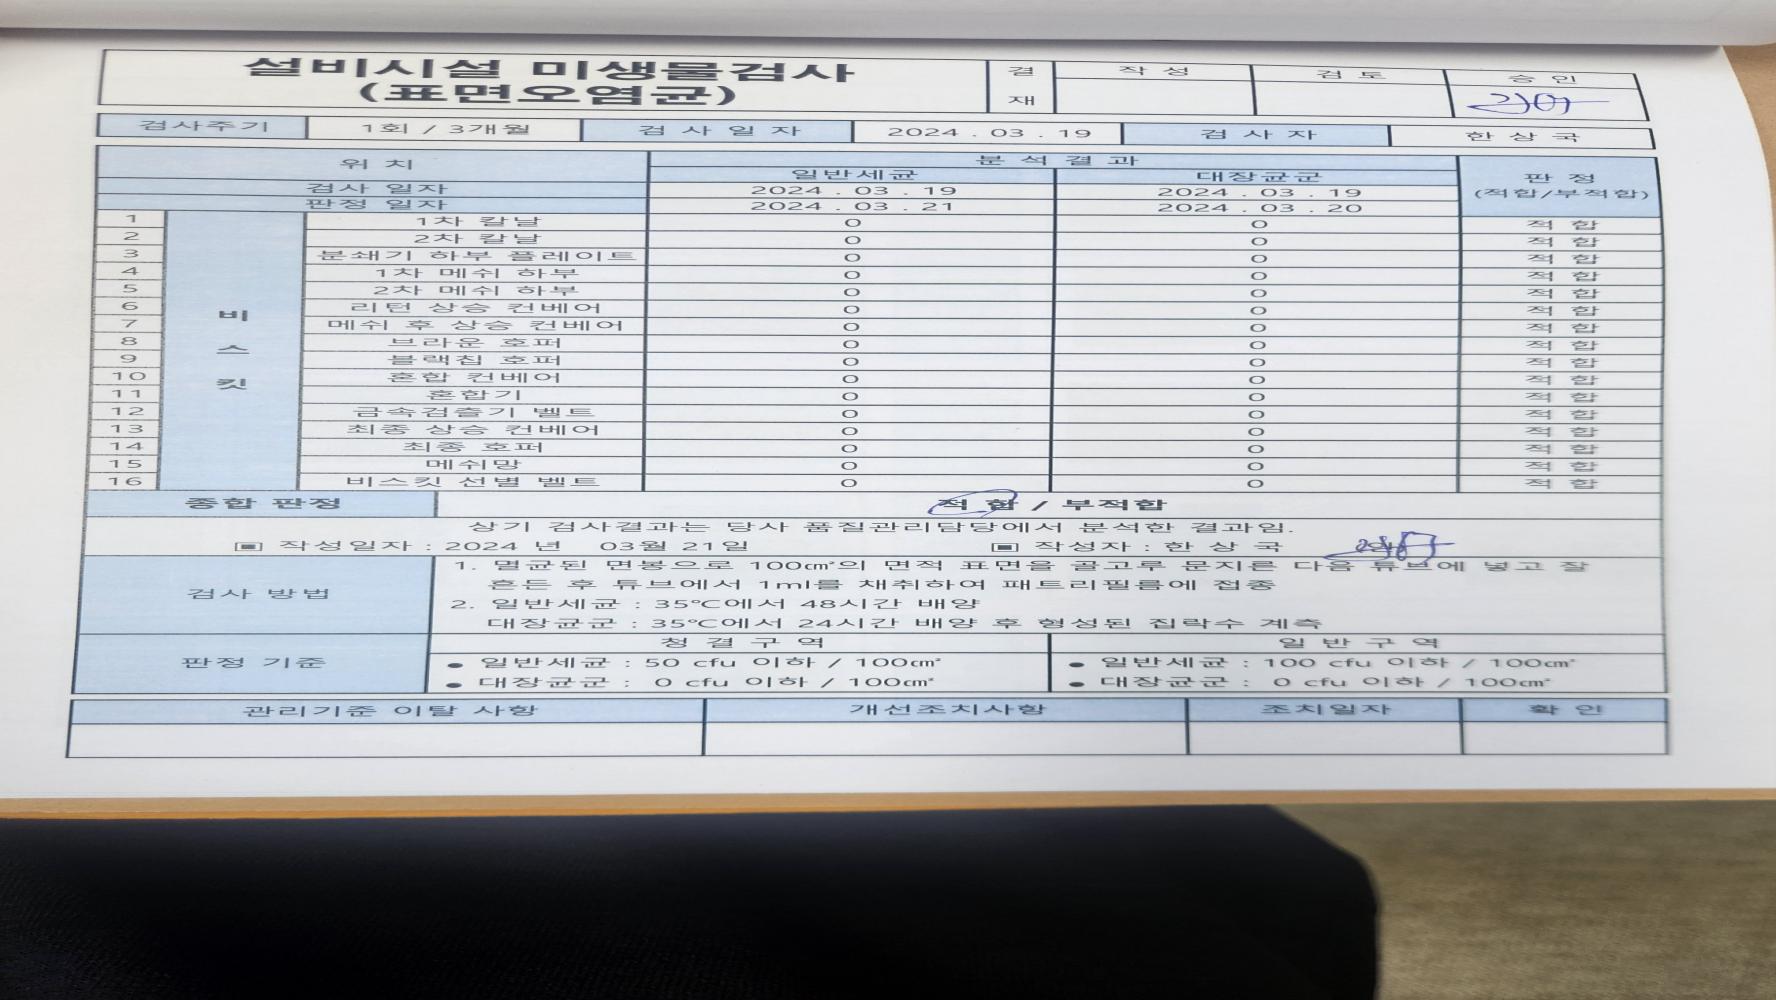 설비시설 미생물검사
(표면오염균)
결재 작성 검토 승인
검사주기 1회 / 3개월 검사일자 2024 . 03 . 19 검사자 한상국
위치 분석결과 판정
(적합/부적합)
일반세균 대장균군
검사 일자 2024 . 03 . 19 2024 . 03 . 19
판정 일자 2024 . 03 . 21 2024 . 03 . 20
비스킷
1 1차 칼날 0 0 적합
2 2차 칼날 0 0 적합
3 분쇄기 하부 플레이트 0 0 적합
4 1차 메쉬 하부 0 0 적합
5 2차 메쉬 하부 0 0 적합
6 리턴 상승 컨베어 0 0 적합
7 메쉬 후 상승 컨베어 0 0 적합
8 브라운 호퍼 0 0 적합
9 블랙칩 호퍼 0 0 적합
10 혼합 컨베어 0 0 적합
11 혼합기 0 0 적합
12 금속검출기 벨트 0 0 적합
13 최종 상승 컨베어 0 0 적합
14 최종 호퍼 0 0 적합
15 메쉬망 0 0 적합
16 비스킷 선별 벨트 0 0 적합
종합 판정 적합 / 부적합
상기 검사결과는 당사 품질관리담당에서 분석한 결과임.
▣ 작성일자 : 2024 년 03월 21일 ▣ 작성자 : 한상국
검사 방법
1. 멸균된 면봉으로 100㎠의 면적 표면을 골고루 문지른 다음 튜브에 넣고 잘
흔든 후 튜브에서 1ml를 채취하여 패트리필름에 접종
2. 일반세균 : 35℃에서 48시간 배양
대장균군 : 35℃에서 24시간 배양 후 형성된 집락수 계측
판정 기준 청결구역 일반구역
● 일반세균 : 50 cfu 이하 / 100㎠ ● 일반세균 : 100 cfu 이하 / 100㎠
● 대장균군 : 0 cfu 이하 / 100㎠ ● 대장균군 : 0 cfu 이하 / 100㎠
관리기준 이탈 사항 개선조치사항 조치일자 확인